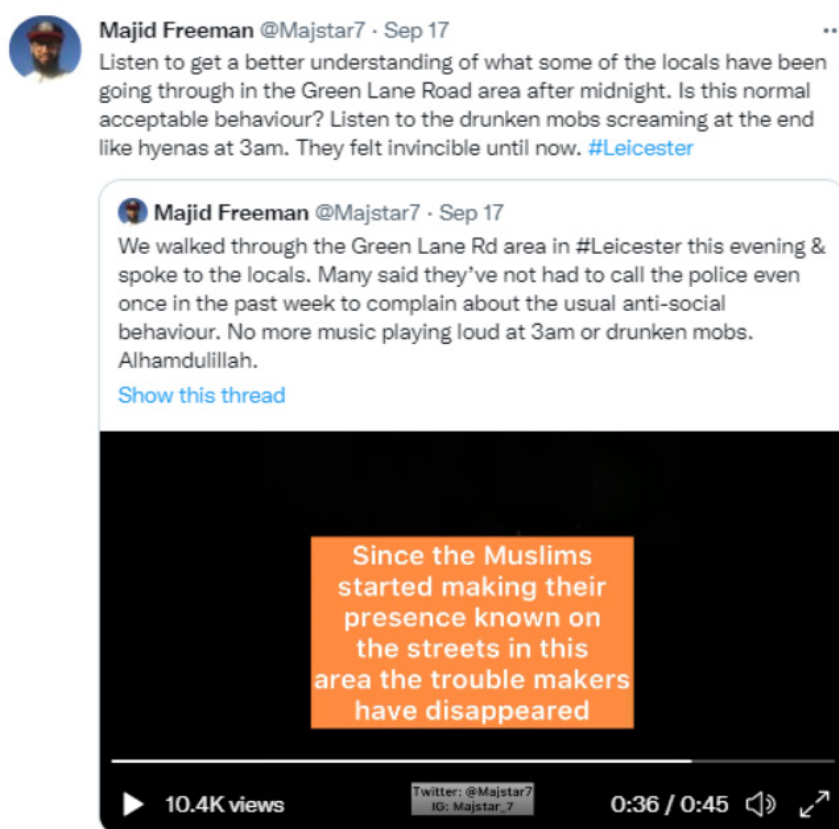 Majid Freeman @Majstar7 · Sep 17
Listen to get a better understanding of what some of the locals have been
going through in the Green Lane Road area after midnight. Is this normal
acceptable behaviour? Listen to the drunken mobs screaming at the end
like hyenas at 3am. They felt invincible until now. #Leicester
Majid Freeman @Majstar7 · Sep 17
We walked through the Green Lane Rd area in #Leicester this evening &
spoke to the locals. Many said they've not had to call the police even
once in the past week to complain about the usual anti-social
behaviour. No more music playing loud at 3am or drunken mobs.
Alhamdulillah.
Show this thread
Since the Muslims
started making their
presence known on
the streets in this
area the trouble makers
have disappeared
10.4K views
Twitter: @Majstar7
IG: Majstar_7
0:36 / 0:45